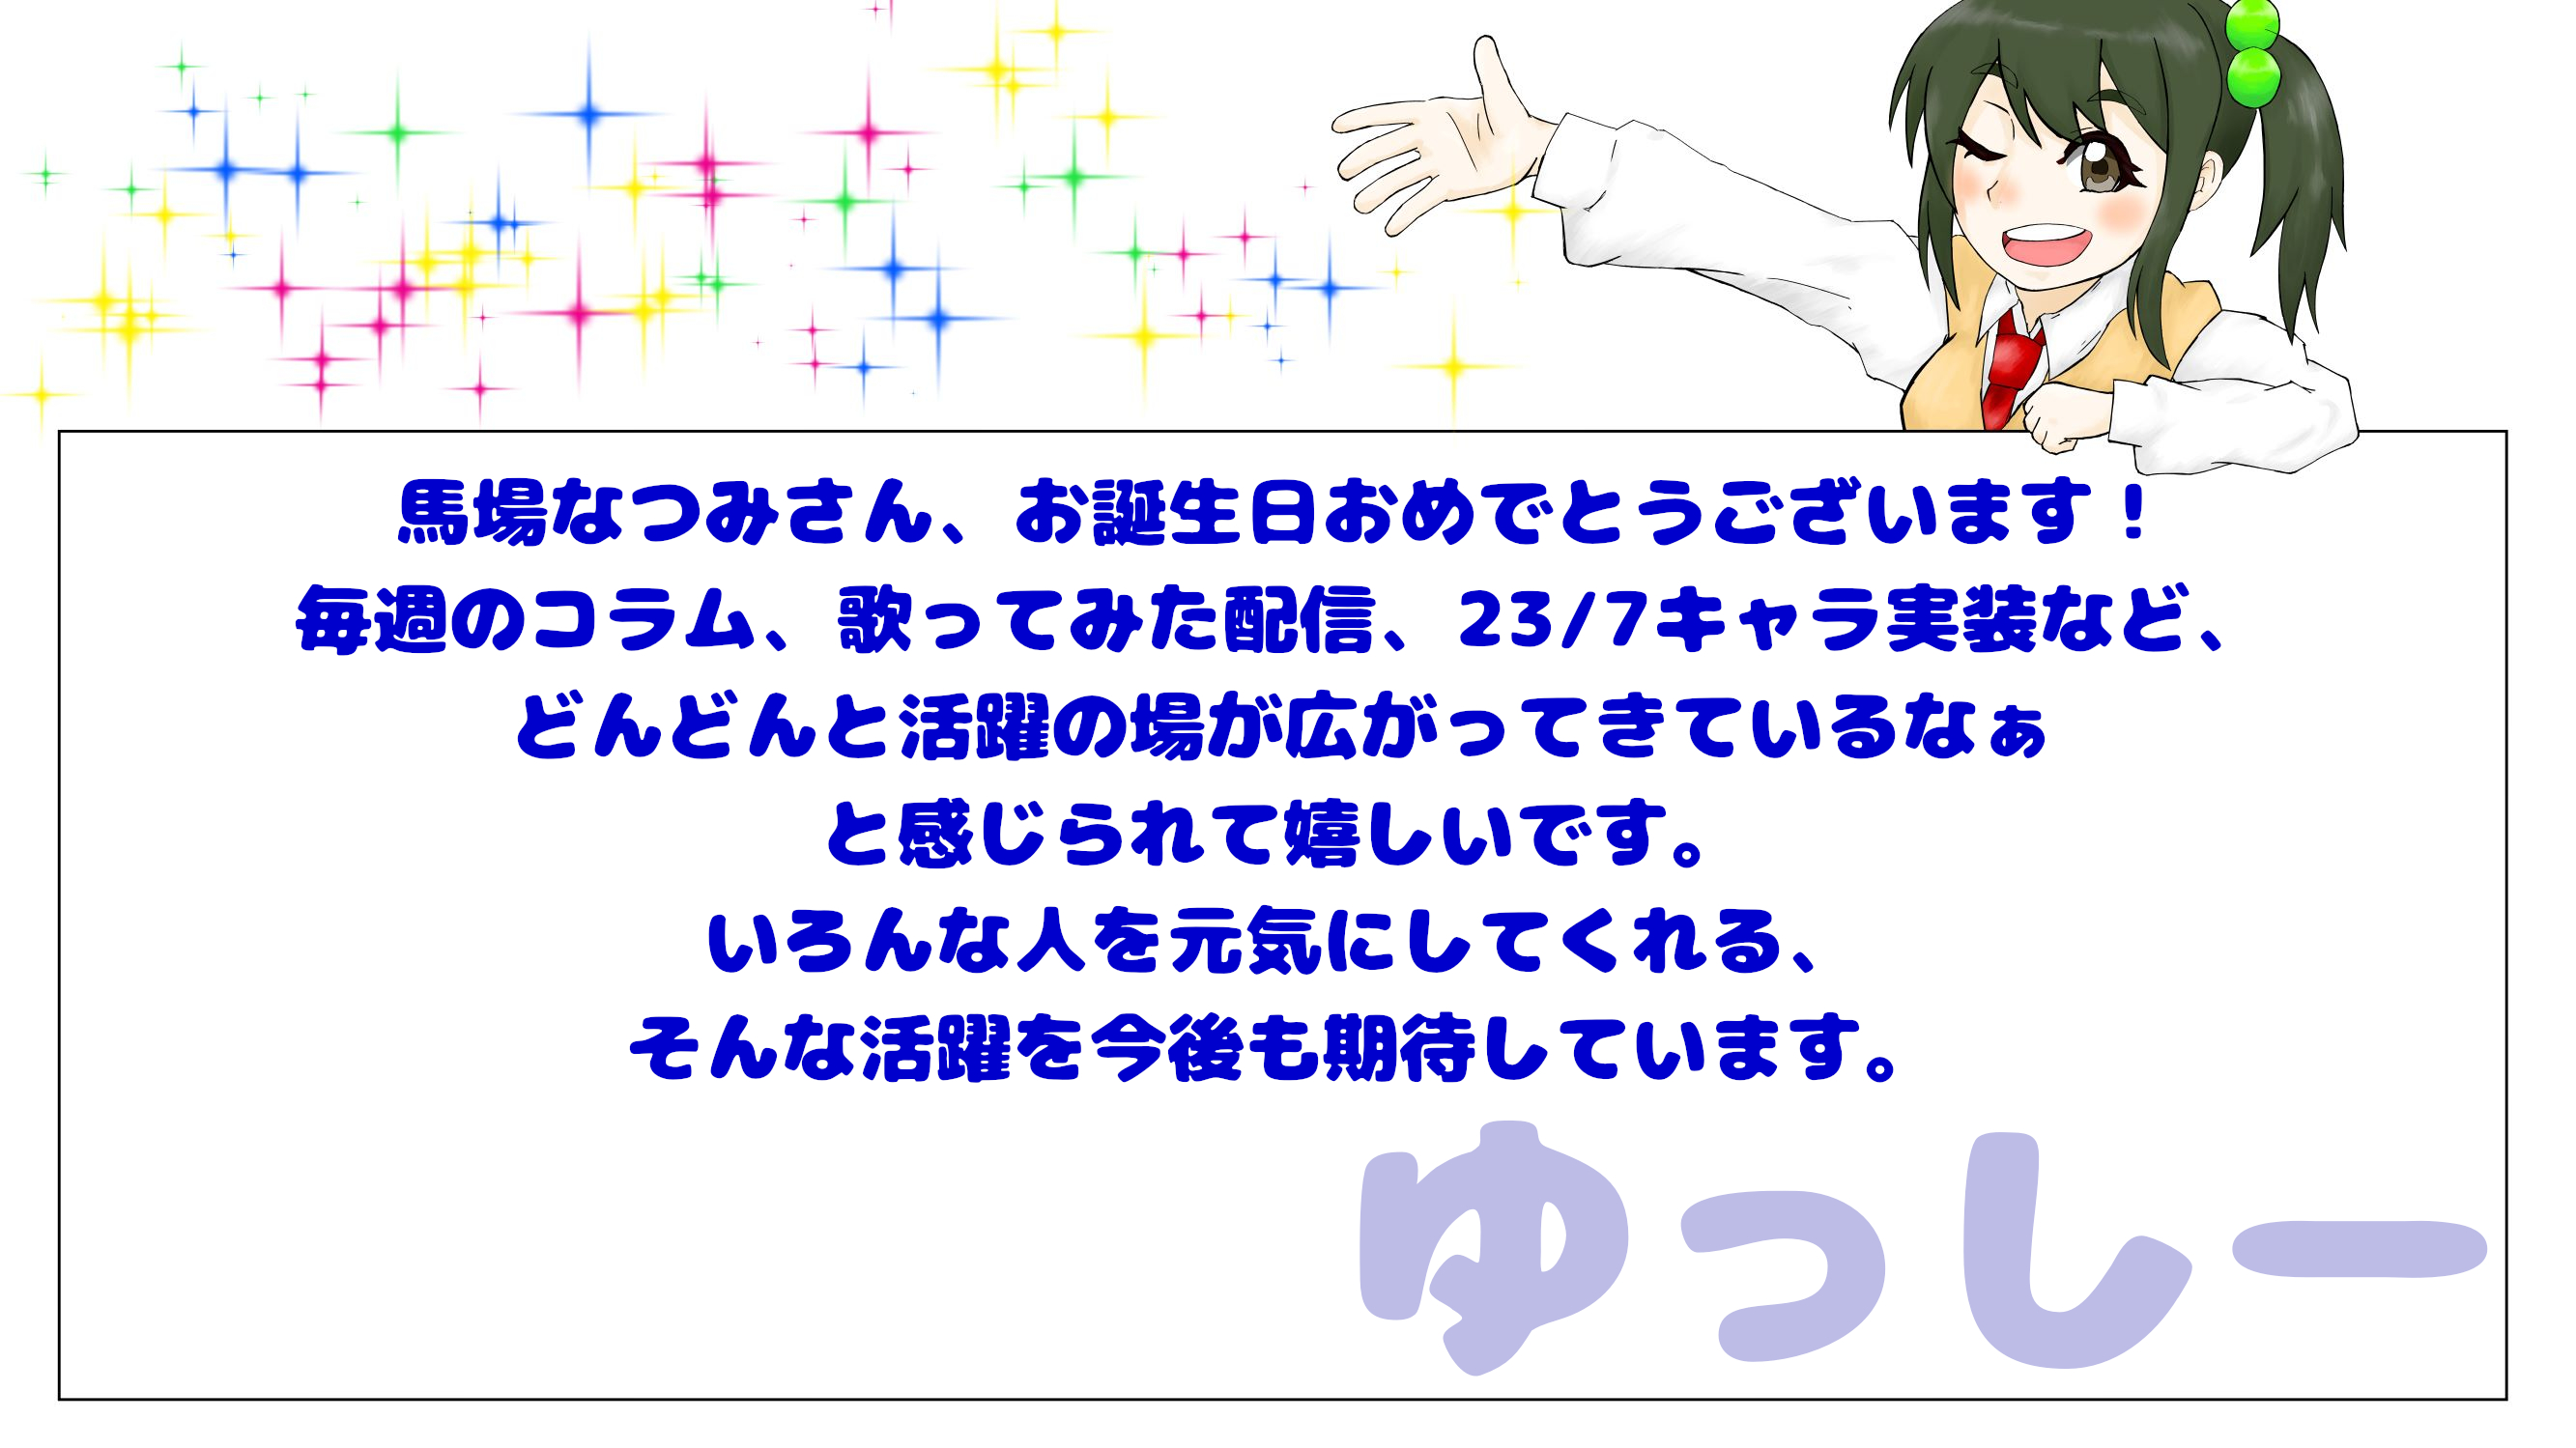 馬場なつみさん、お誕生日おめでとうございます！
毎週のコラム、歌ってみた配信、23/7キャラ実装など、
どんどんと活躍の場が広がってきているなぁ
と感じられて嬉しいです。
いろんな人を元気にしてくれる、
そんな活躍を今後も期待しています。
ゆっしー